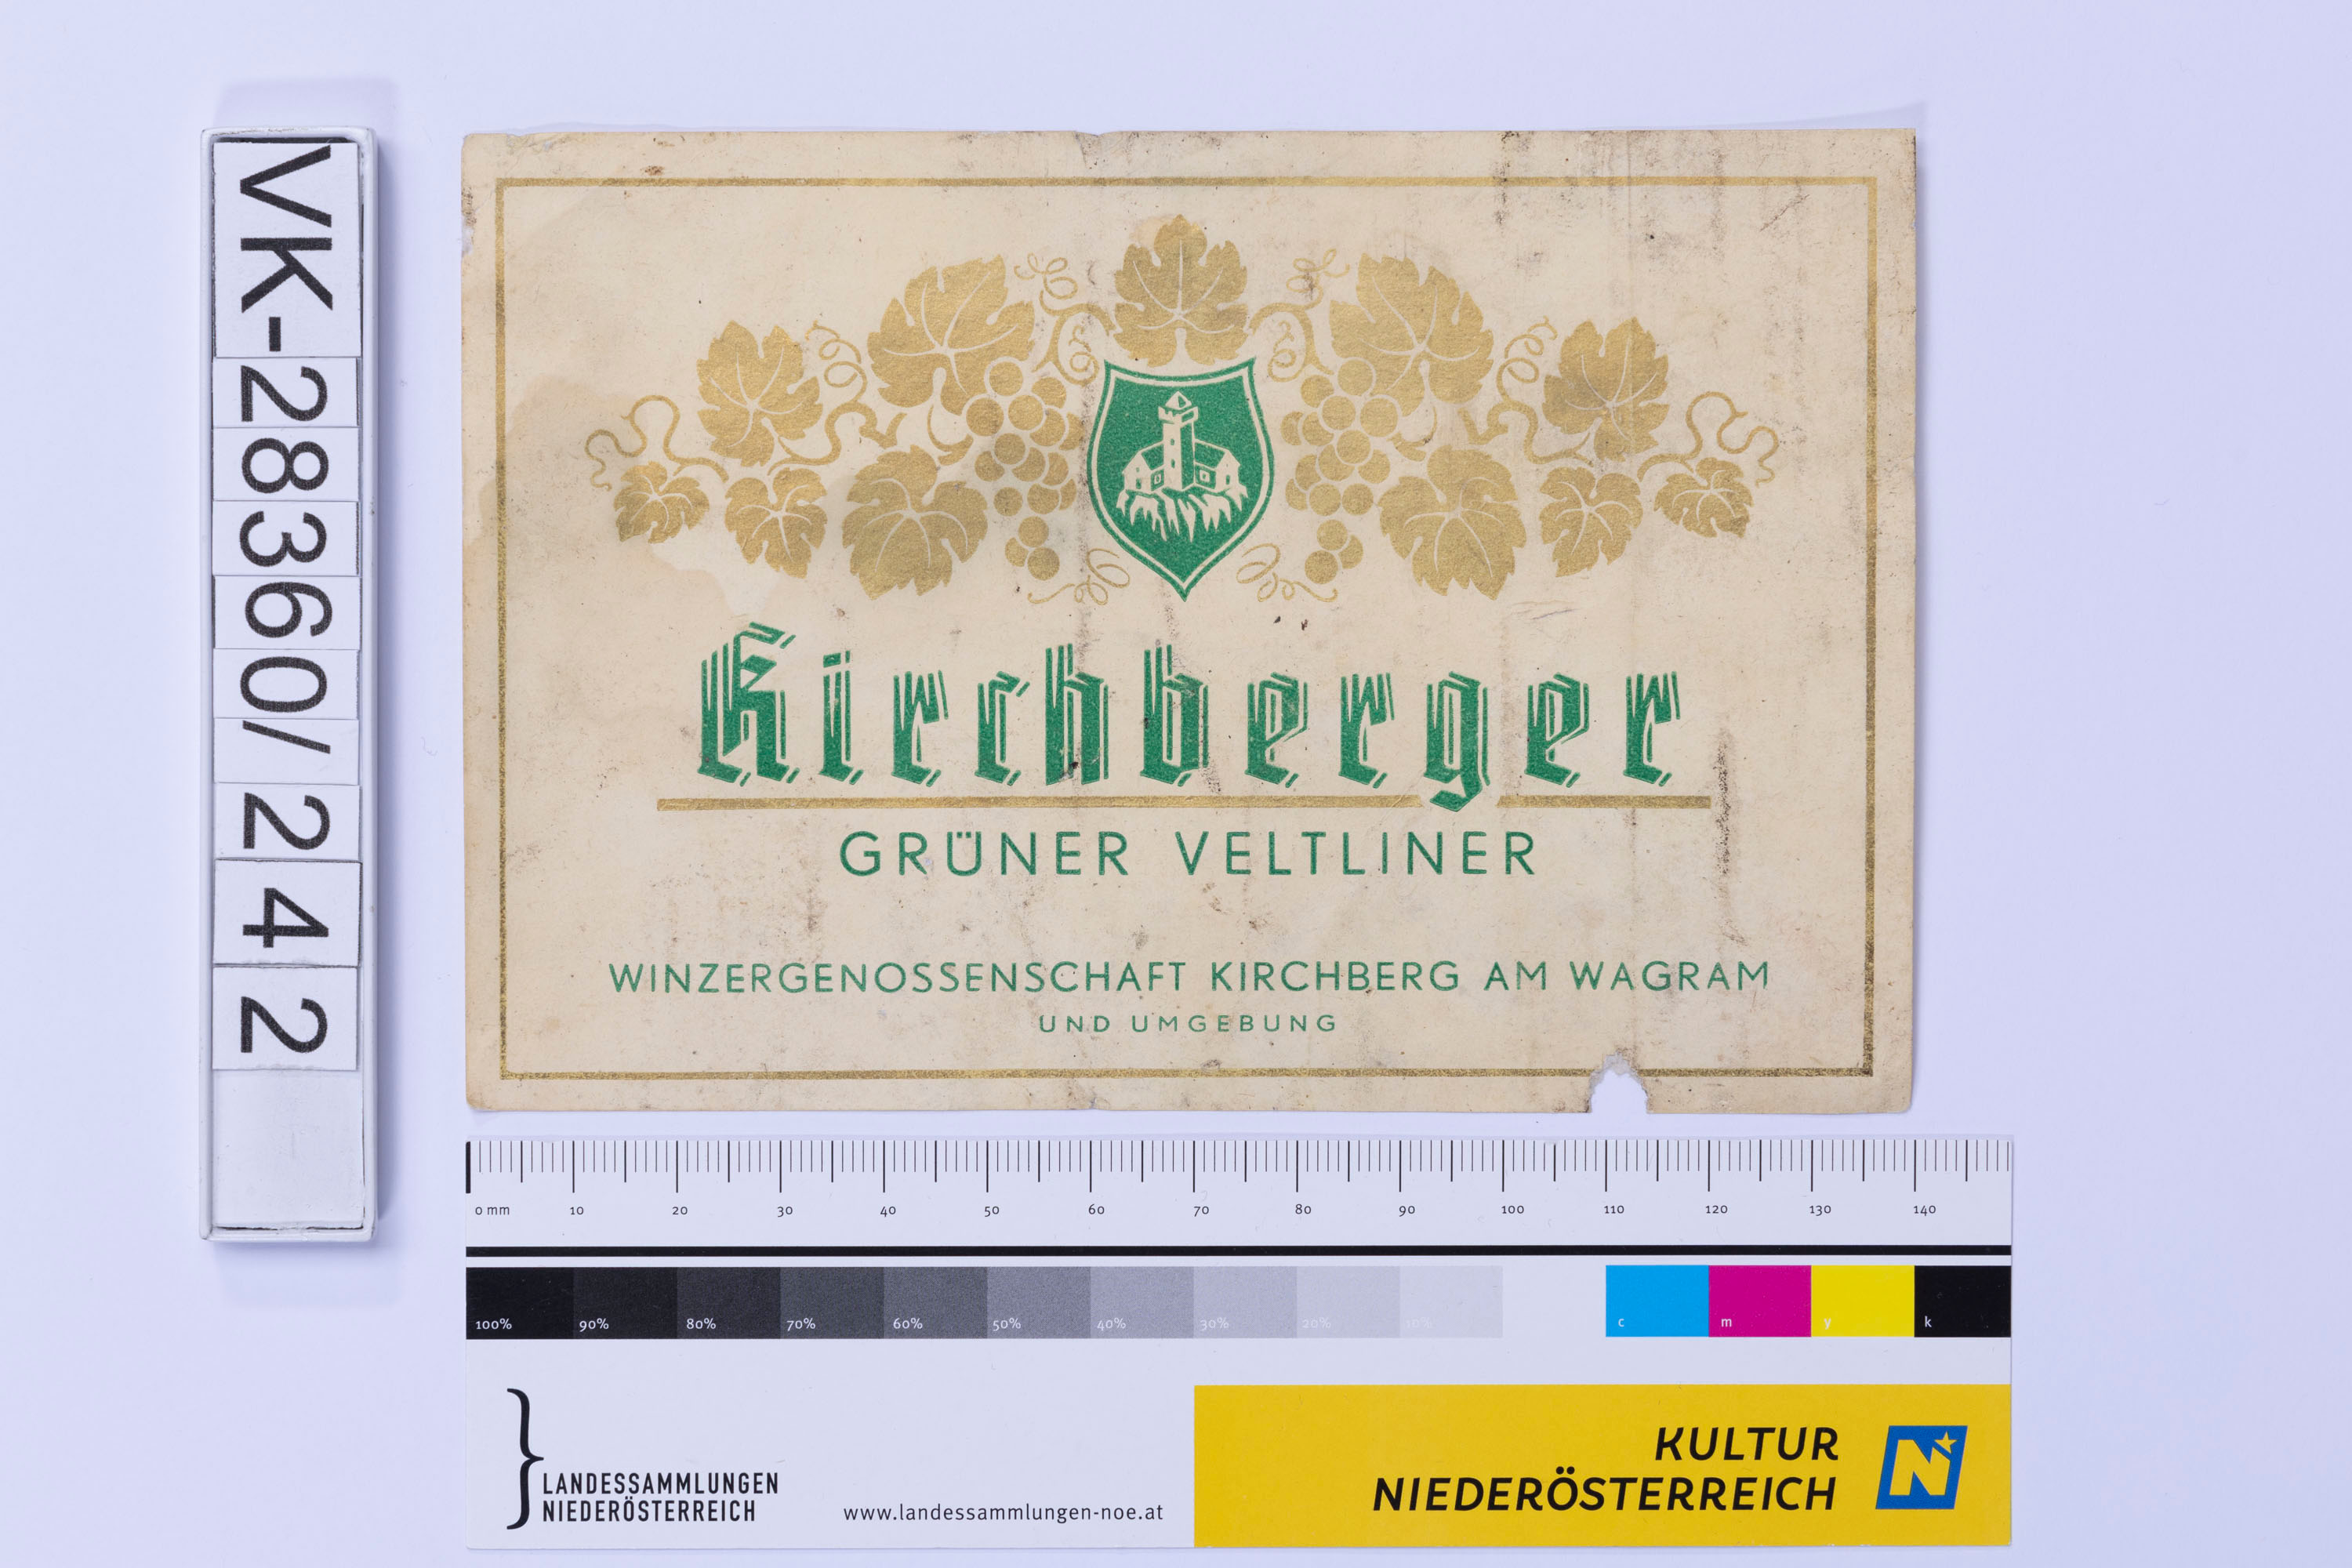 VK-28360/242
Kirchberger
GRÜNER VELTLINER
WINZERGENOSSENSCHAFT KIRCHBERG AM WAGRAM
UND UMGEBUNG
0 mm 10 20 30 40 50 60 70 80 90 100 110 120 130 140
100% 90% 80% 70% 60% 50% 40% 30% 20% 10% c m y k
LANDESSAMMLUNGEN
NIEDERÖSTERREICH
www.landessammlungen-noe.at
KULTUR
NIEDERÖSTERREICH
N